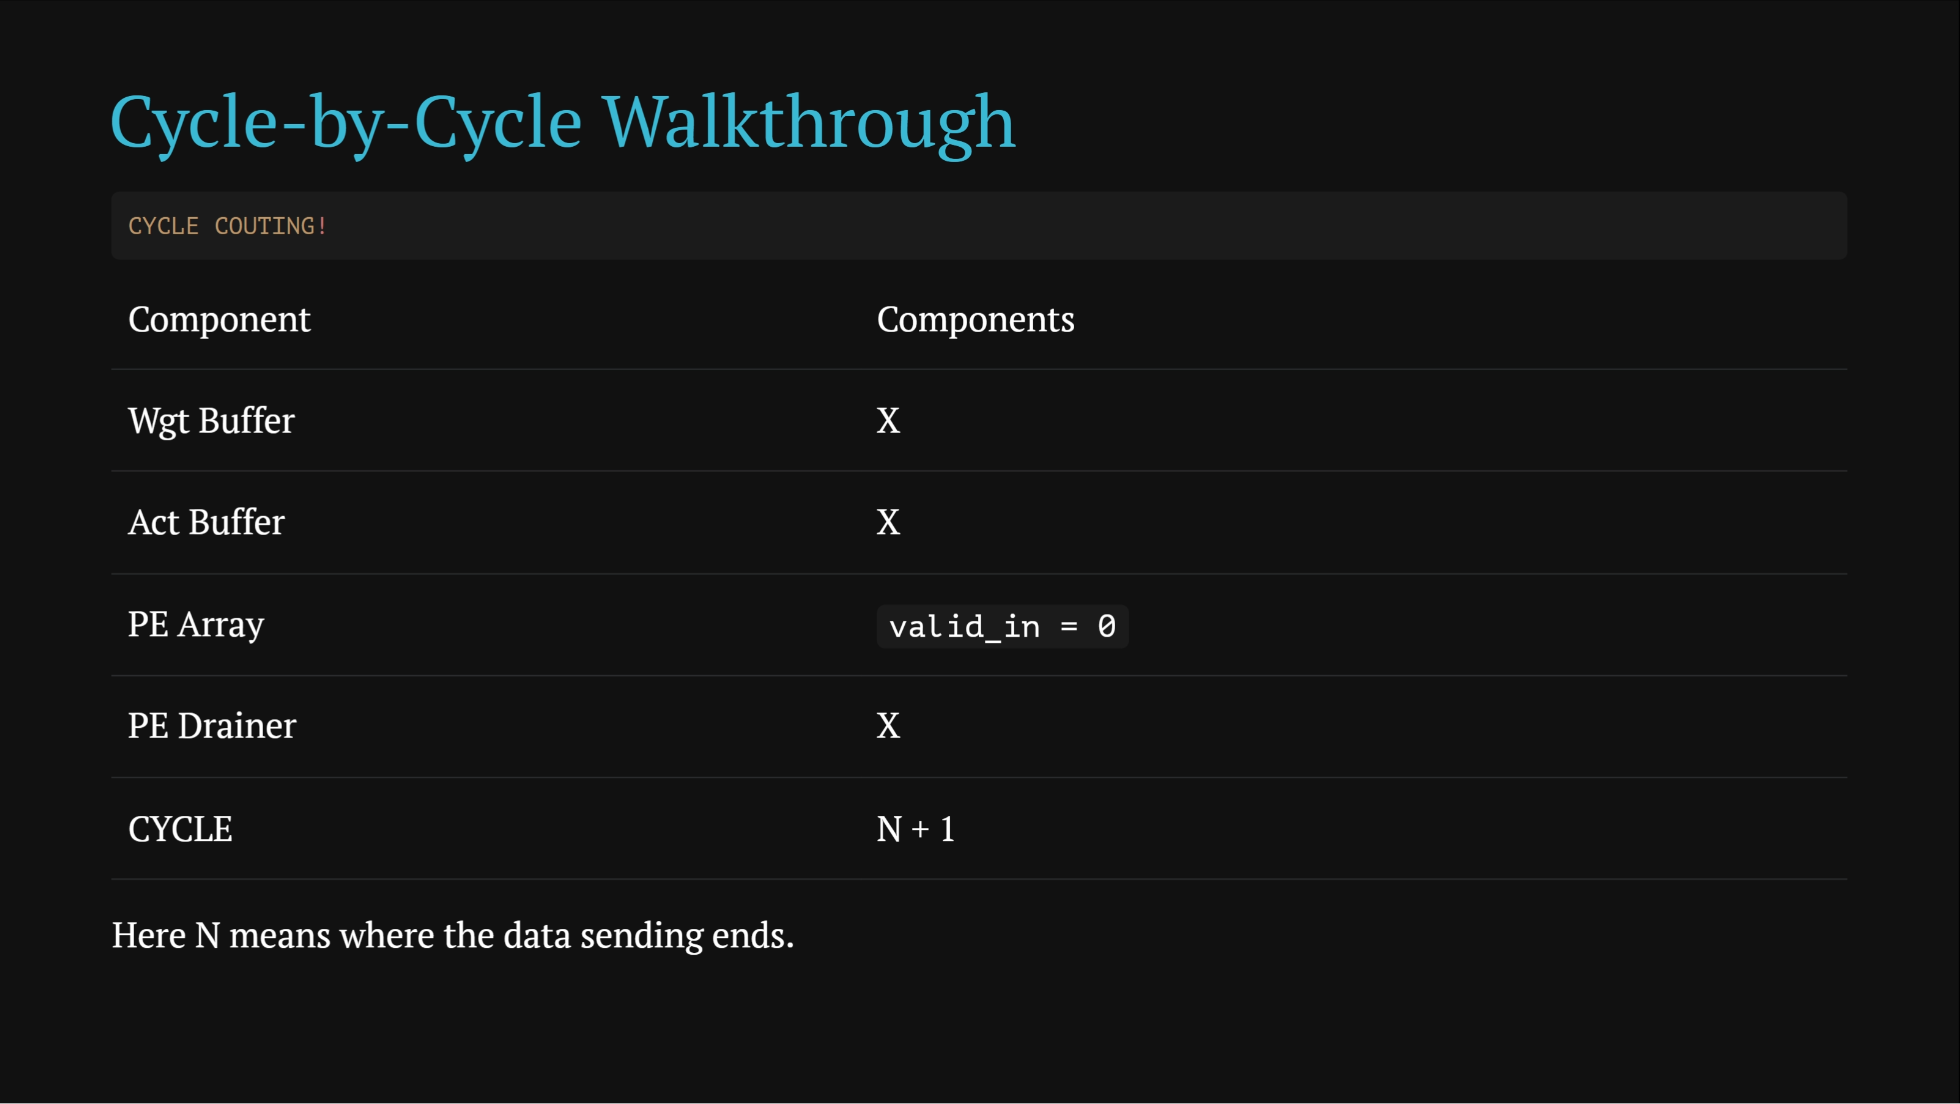 Cycle-by-Cycle Walkthrough
CYCLE COUTING!
Component Components
Wgt Buffer X
Act Buffer X
PE Array valid_in = 0
PE Drainer X
CYCLE N + 1
Here N means where the data sending ends.